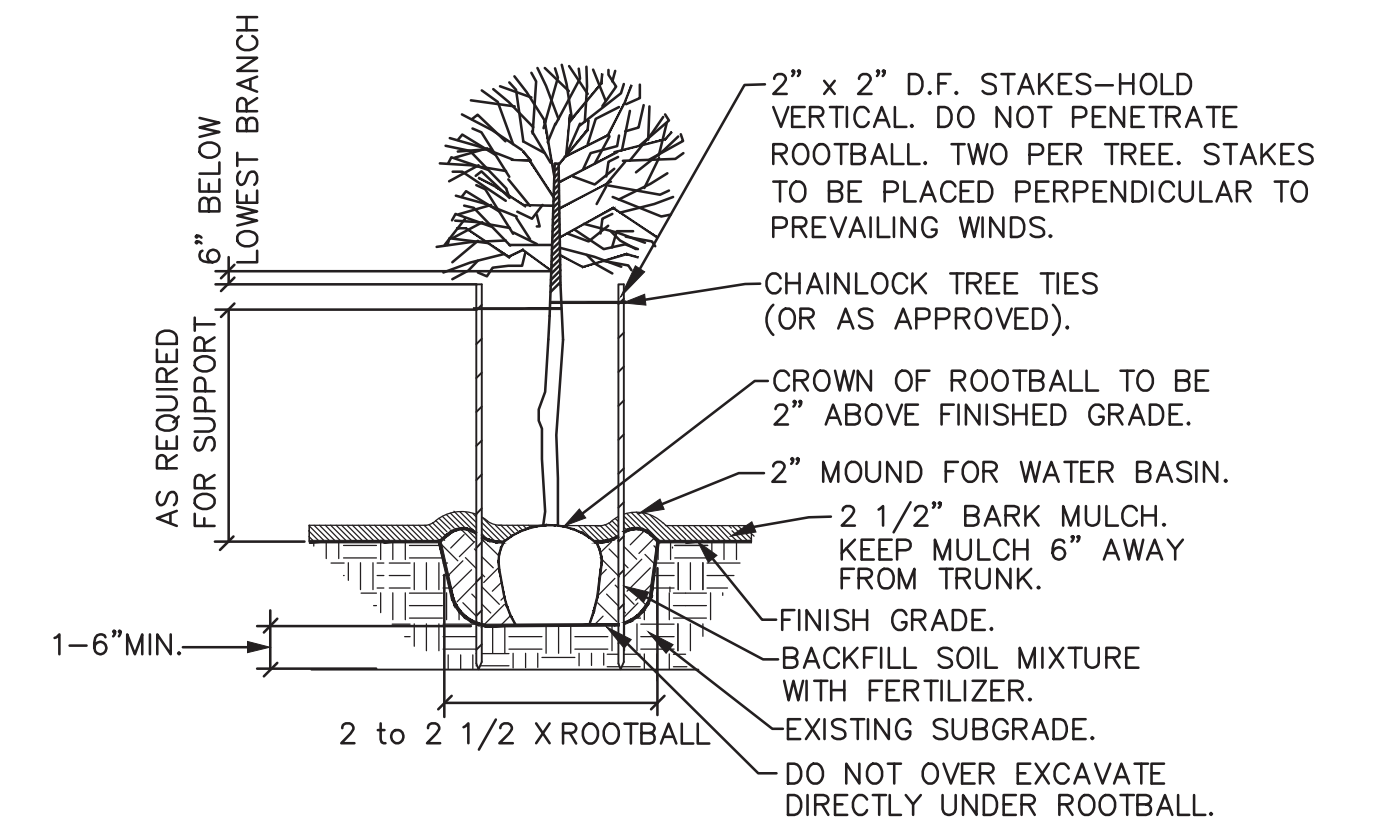 6” BELOW
LOWEST BRANCH
AS REQUIRED
FOR SUPPORT
1–6”MIN.
2 to 2 1/2 X ROOTBALL
2” x 2” D.F. STAKES–HOLD
VERTICAL. DO NOT PENETRATE
ROOTBALL. TWO PER TREE. STAKES
TO BE PLACED PERPENDICULAR TO
PREVAILING WINDS.
CHAINLOCK TREE TIES
(OR AS APPROVED).
CROWN OF ROOTBALL TO BE
2” ABOVE FINISHED GRADE.
2” MOUND FOR WATER BASIN.
2 1/2” BARK MULCH.
KEEP MULCH 6” AWAY
FROM TRUNK.
FINISH GRADE.
BACKFILL SOIL MIXTURE
WITH FERTILIZER.
EXISTING SUBGRADE.
DO NOT OVER EXCAVATE
DIRECTLY UNDER ROOTBALL.